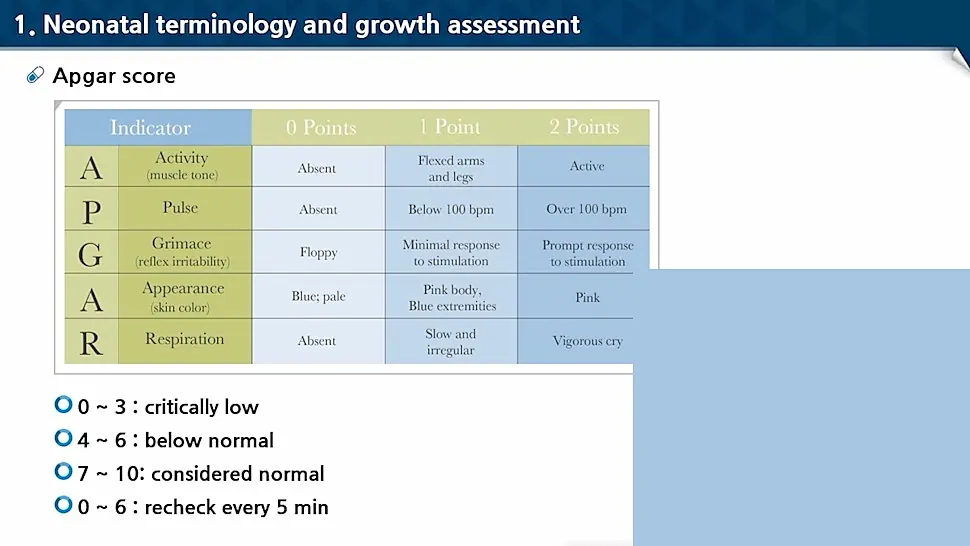 1. Neonatal terminology and growth assessment
Apgar score
Indicator 0 Points 1 Point 2 Points
A Activity (muscle tone) Absent Flexed arms and legs Active
P Pulse Absent Below 100 bpm Over 100 bpm
G Grimace (reflex irritability) Floppy Minimal response to stimulation Prompt response to stimulation
A Appearance (skin color) Blue; pale Pink body, Blue extremities Pink
R Respiration Absent Slow and irregular Vigorous cry
0 ~ 3 : critically low
4 ~ 6 : below normal
7 ~ 10: considered normal
0 ~ 6 : recheck every 5 min